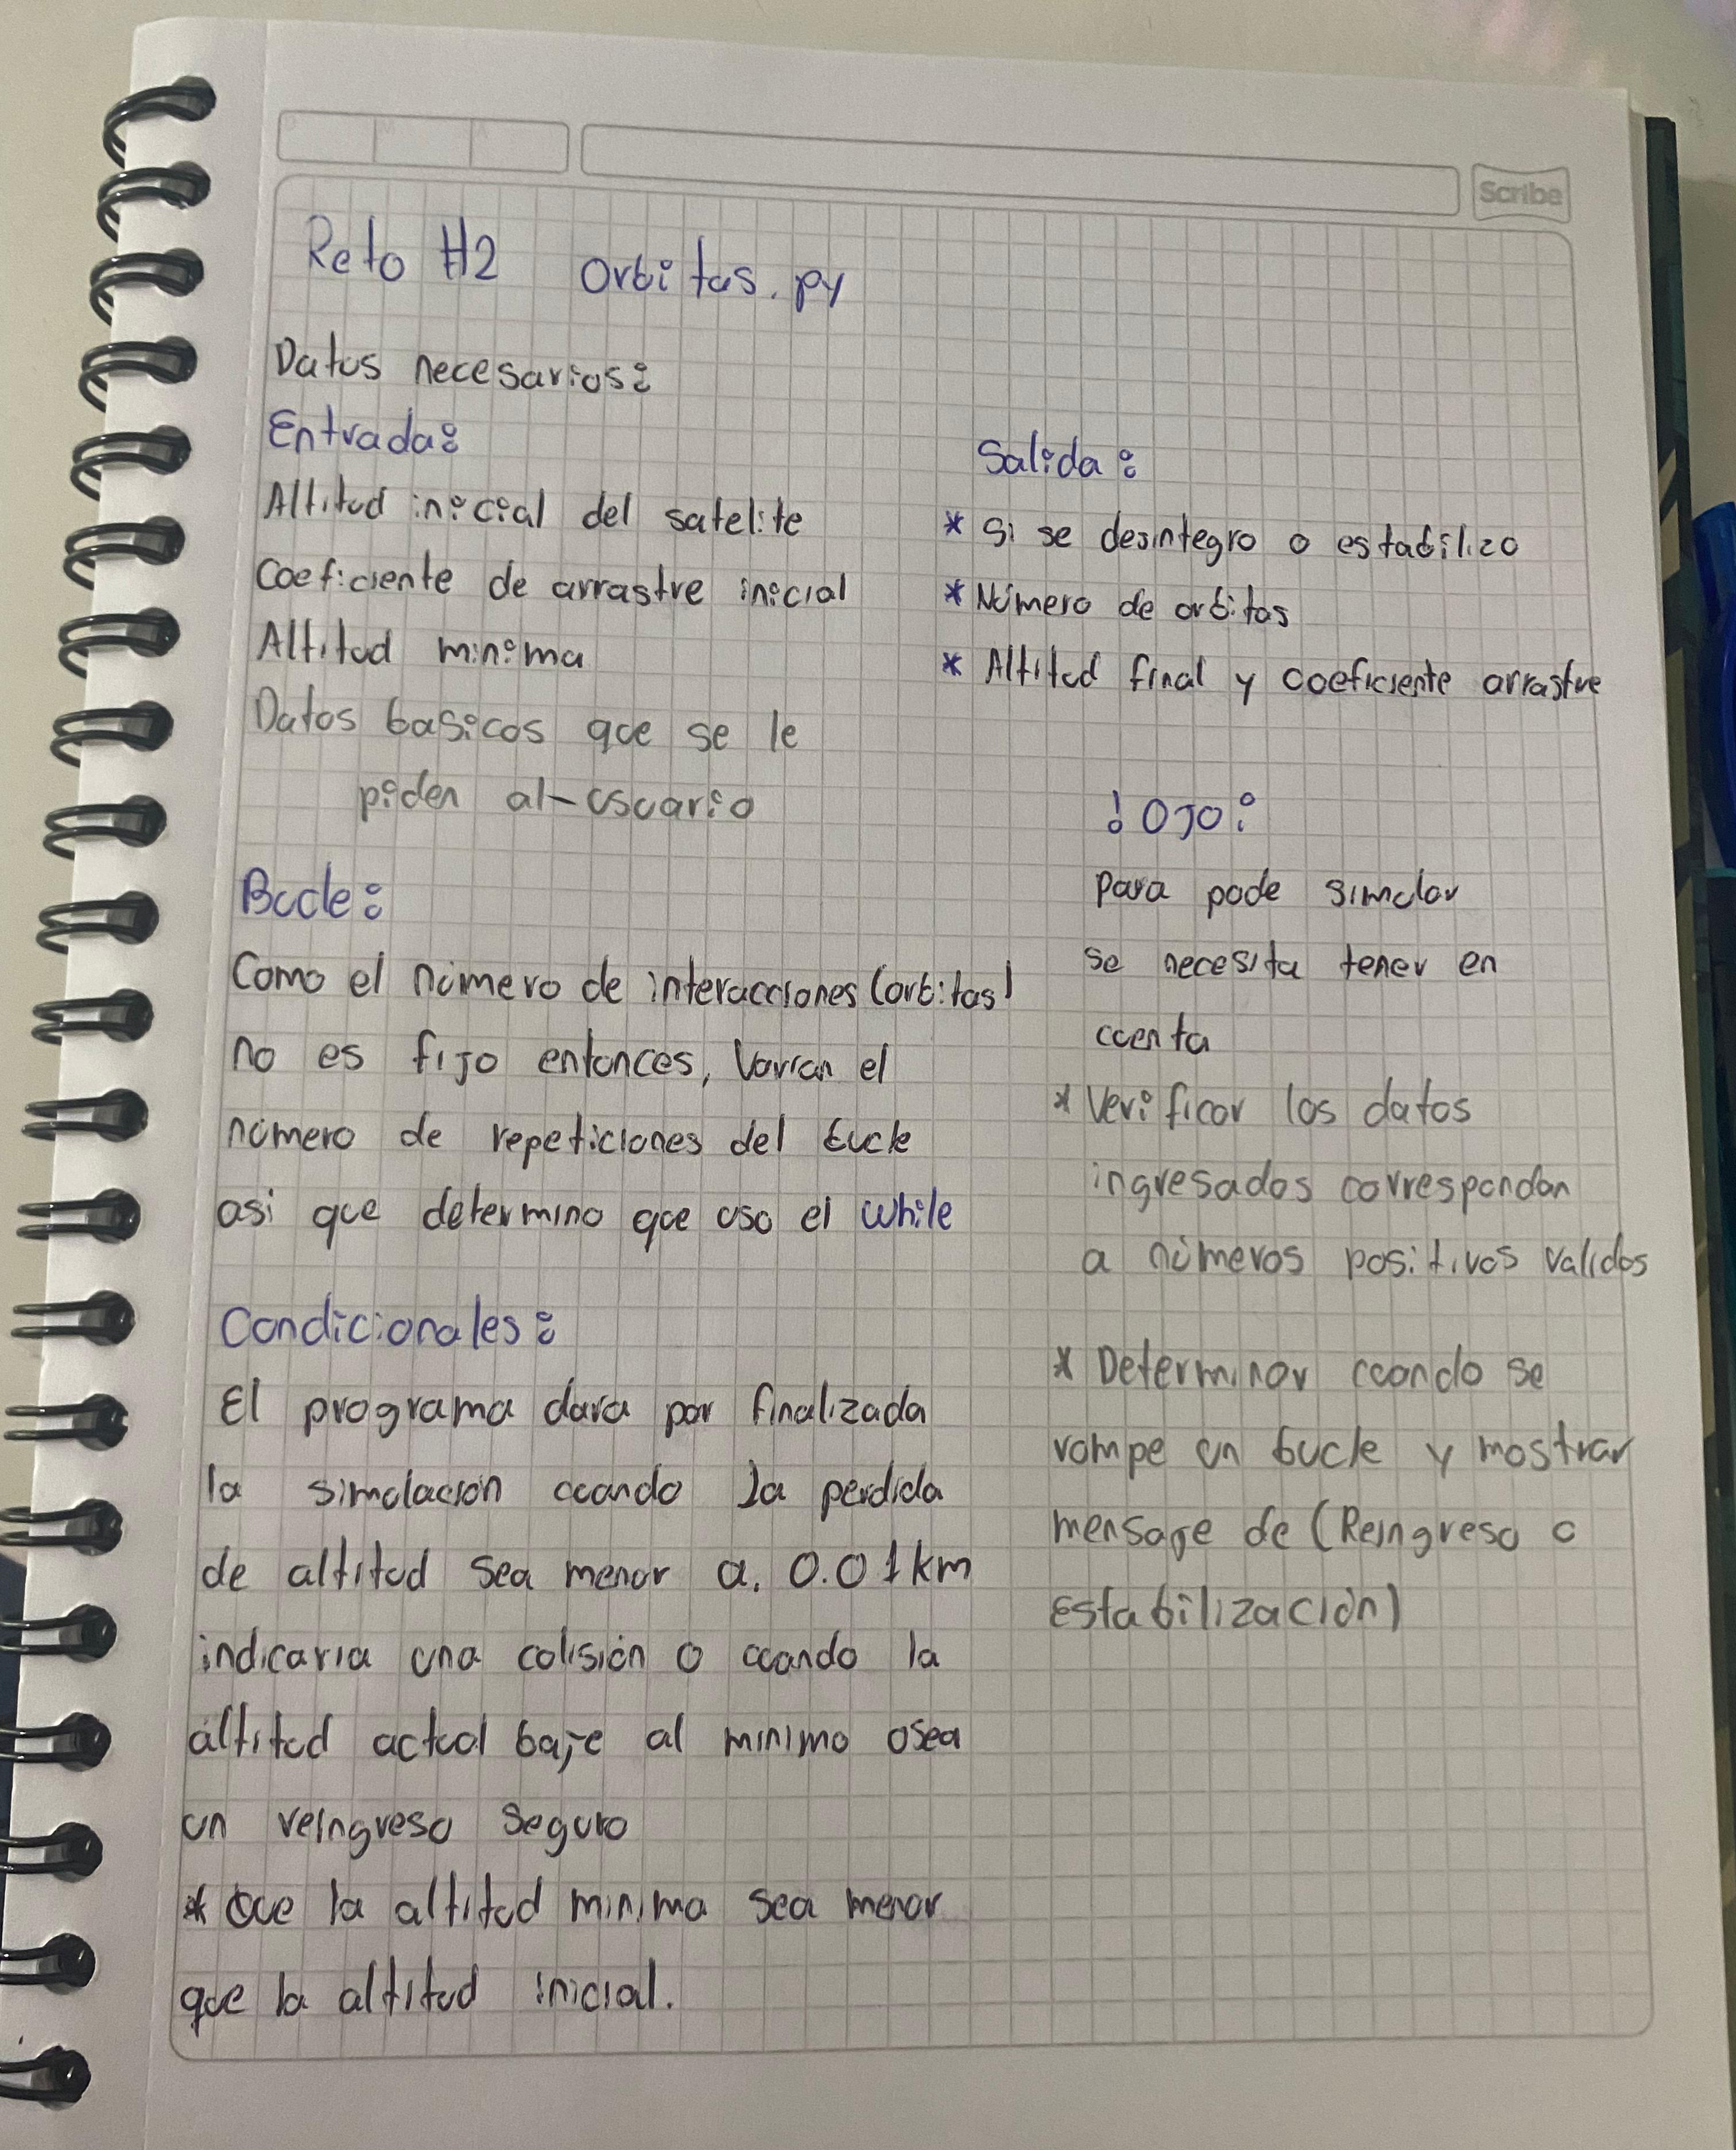 Scribe
Reto #2 Orbitas.py
Datos necesarios:
Entrada:
Altitud inicial del satelite
Coeficiente de arrastre inicial
Altitud minima
Datos basicos que se le
piden al-usuario
Bucle:
Como el número de interacciones (orbitas)
no es fijo entonces, Varian el
número de repeticiones del bucle
asi que determino que uso el while
Condicionales:
El programa dara por finalizada
la simulación cuando la perdida
de altitud sea menor a. 0.01km
indicaria una colisión o cuando la
altitud actual baje al minimo osea
un reingreso seguro
* Que la altitud minima sea menor
que la altitud inicial.
Salida:
* Si se desintegro o estabilizo
* Número de orbitas
* Altitud final y coeficiente arrastre
! OJO:
para pode simular
se necesita tener en
cuenta
* Verificar los datos
ingresados correspondan
a números positivos validos
* Determinar cuando se
rompe un bucle y mostrar
mensaje de (Reingreso o
Estabilización)